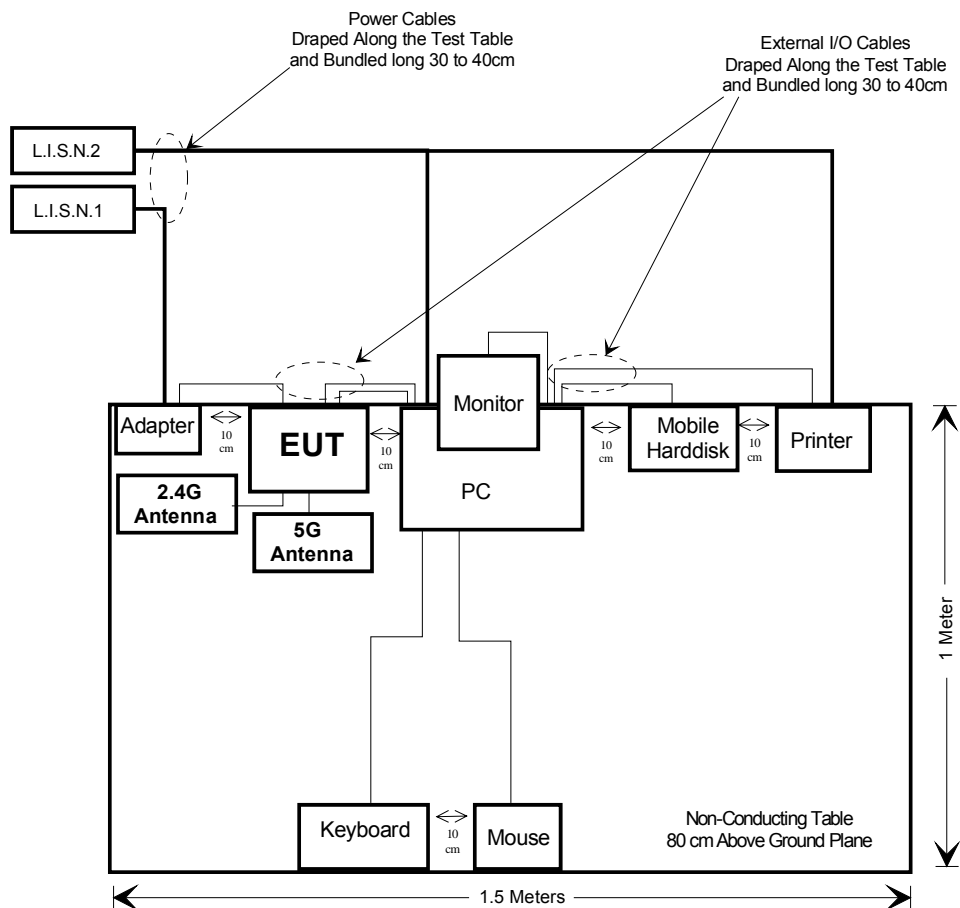 Power Cables
Draped Along the Test Table
and Bundled long 30 to 40cm
External I/O Cables
Draped Along the Test Table
and Bundled long 30 to 40cm
L.I.S.N.2
L.I.S.N.1
Adapter
10
cm
EUT
10
cm
Monitor
PC
10
cm
Mobile
Harddisk
10
cm
Printer
2.4G
Antenna
5G
Antenna
1 Meter
Keyboard
10
cm
Mouse
Non-Conducting Table
80 cm Above Ground Plane
1.5 Meters